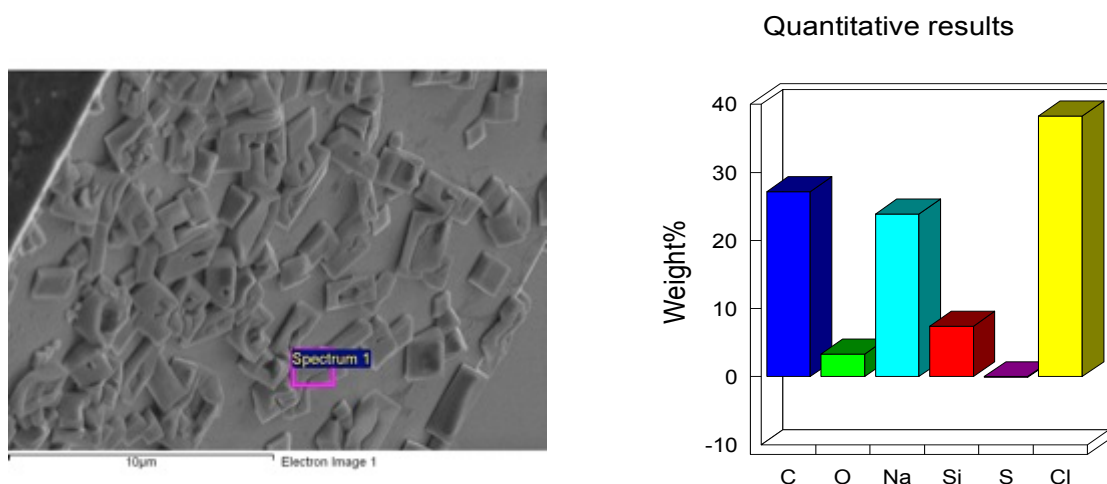 Quantitative results
Spectrum 1
10µm
Electron Image 1
Weight%
40
30
20
10
0
-10
C O Na Si S Cl